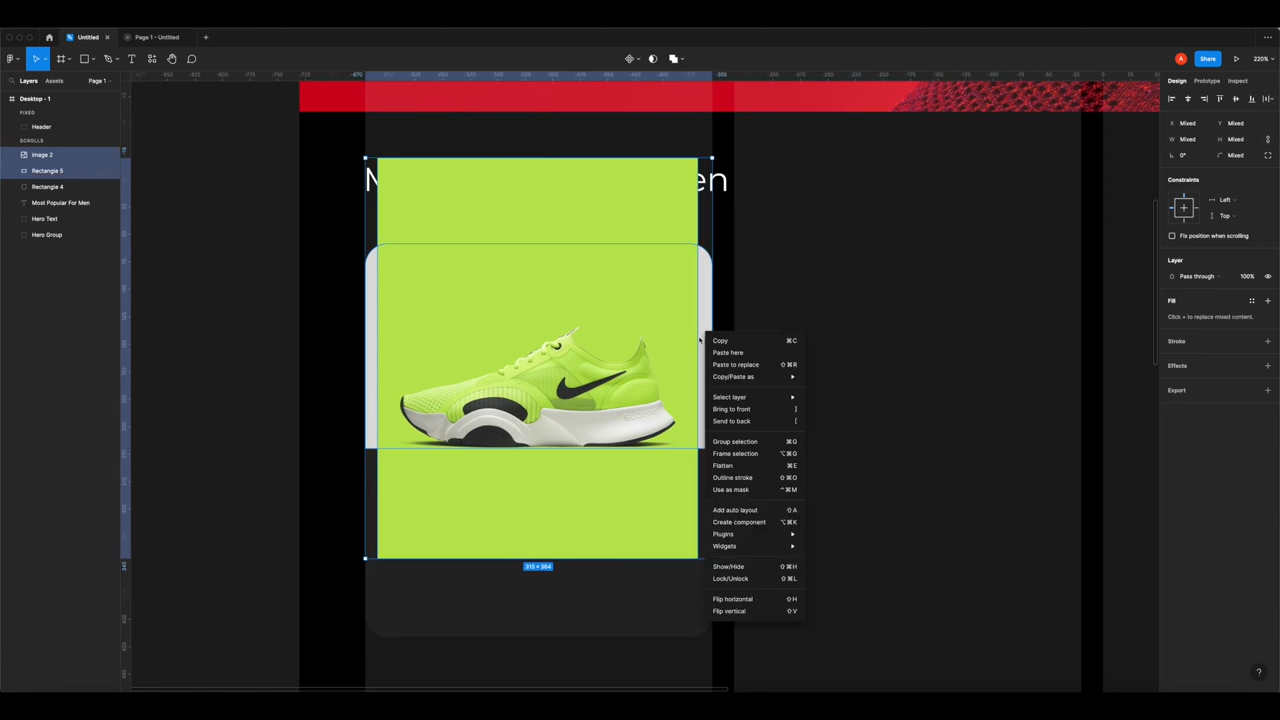 Untitled
Page 1 - Untitled
Share
220%
Layers
Assets
Page 1
Design
Prototype
Inspect
Desktop - 1
FIXED
Header
SCROLLS
image 2
Rectangle 5
Rectangle 4
Most Popular For Men
Hero Text
Hero Group
X Mixed
Y Mixed
W Mixed
H Mixed
0°
Mixed
Constraints
Left
Top
Fix position when scrolling
Layer
Pass through
100%
Fill
Click + to replace mixed content.
Stroke
Effects
Export
M
en
315 × 364
Copy ⌘C
Paste here
Paste to replace ⇧⌘R
Copy/Paste as
Select layer
Bring to front ]
Send to back [
Group selection ⌘G
Frame selection ⌥⌘G
Flatten ⌘E
Outline stroke ⇧⌘O
Use as mask ⌃⌘M
Add auto layout ⇧A
Create component ⌥⌘K
Plugins
Widgets
Show/Hide ⇧⌘H
Lock/Unlock ⇧⌘L
Flip horizontal ⇧H
Flip vertical ⇧V